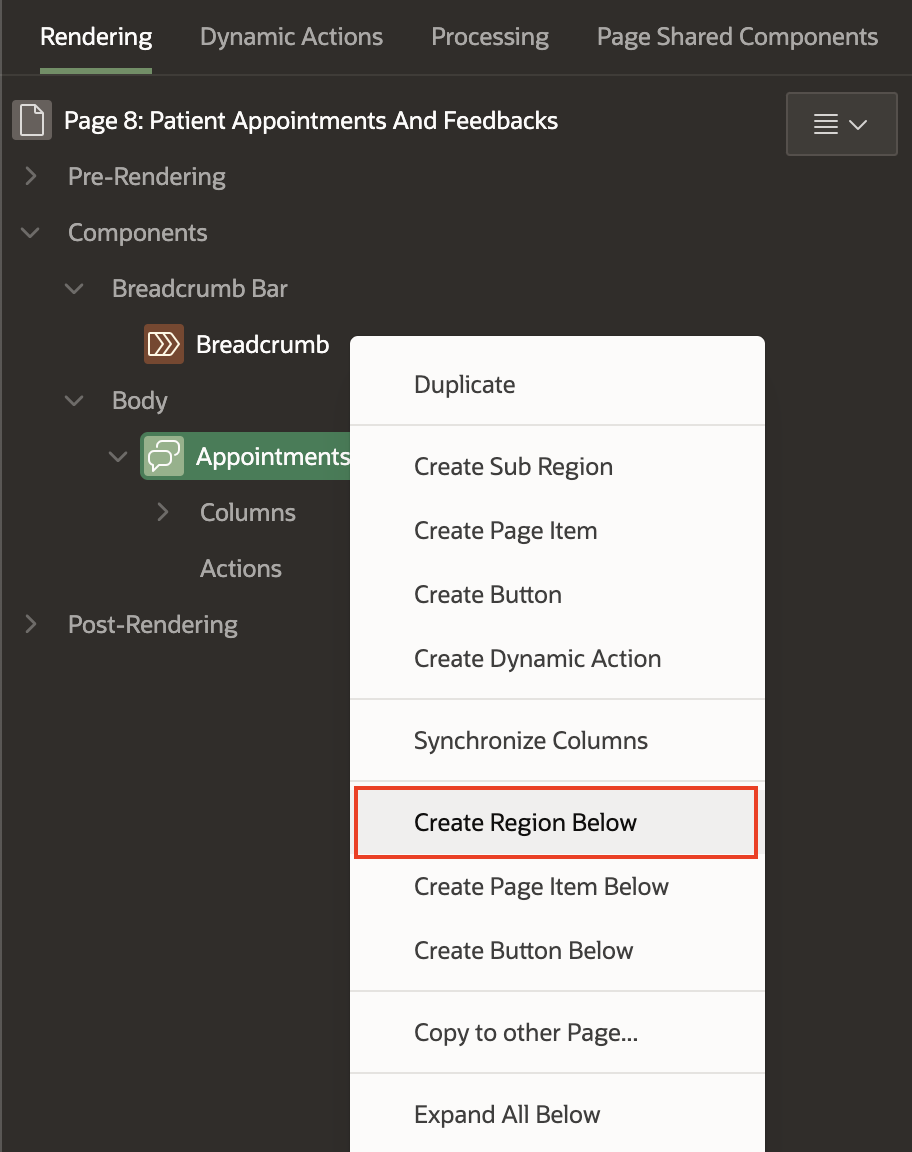 Rendering Dynamic Actions Processing Page Shared Components
Page 8: Patient Appointments And Feedbacks
Pre-Rendering
Components
Breadcrumb Bar
Breadcrumb
Body
Appointments
Columns
Actions
Post-Rendering
Duplicate
Create Sub Region
Create Page Item
Create Button
Create Dynamic Action
Synchronize Columns
Create Region Below
Create Page Item Below
Create Button Below
Copy to other Page...
Expand All Below